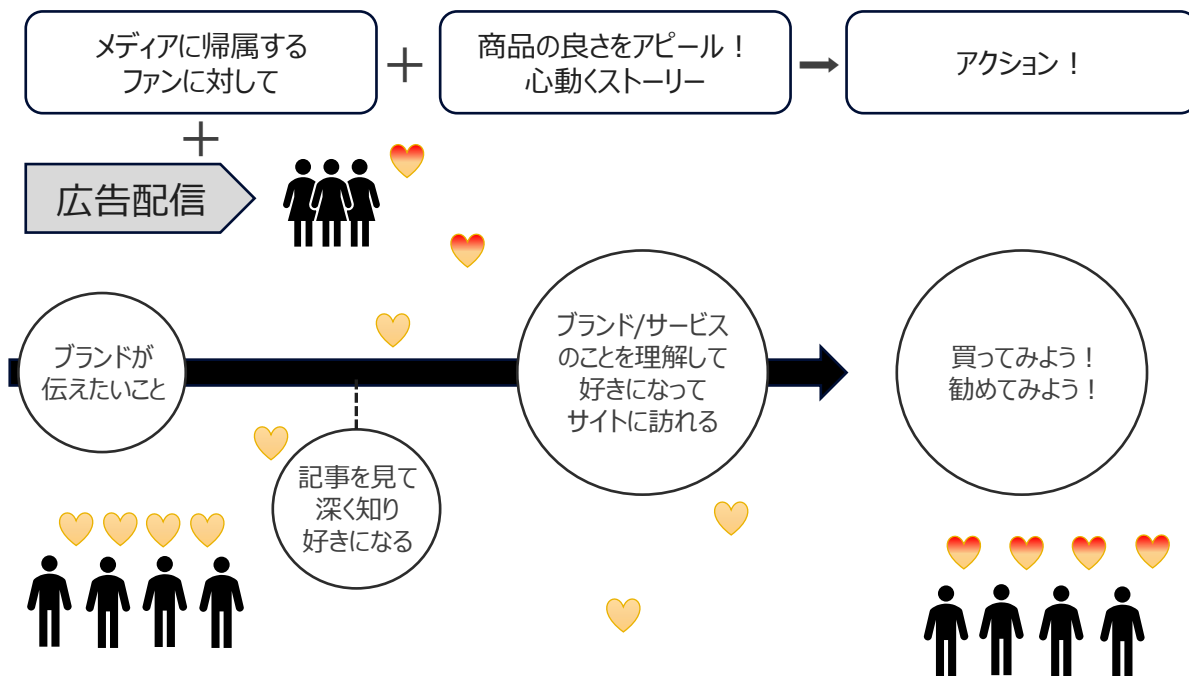 メディアに帰属する
ファンに対して
＋
商品の良さをアピール！
心動くストーリー
アクション！
＋
広告配信
ブランドが
伝えたいこと
記事を見て
深く知り
好きになる
ブランド/サービス
のことを理解して
好きになって
サイトに訪れる
買ってみよう！
勧めてみよう！